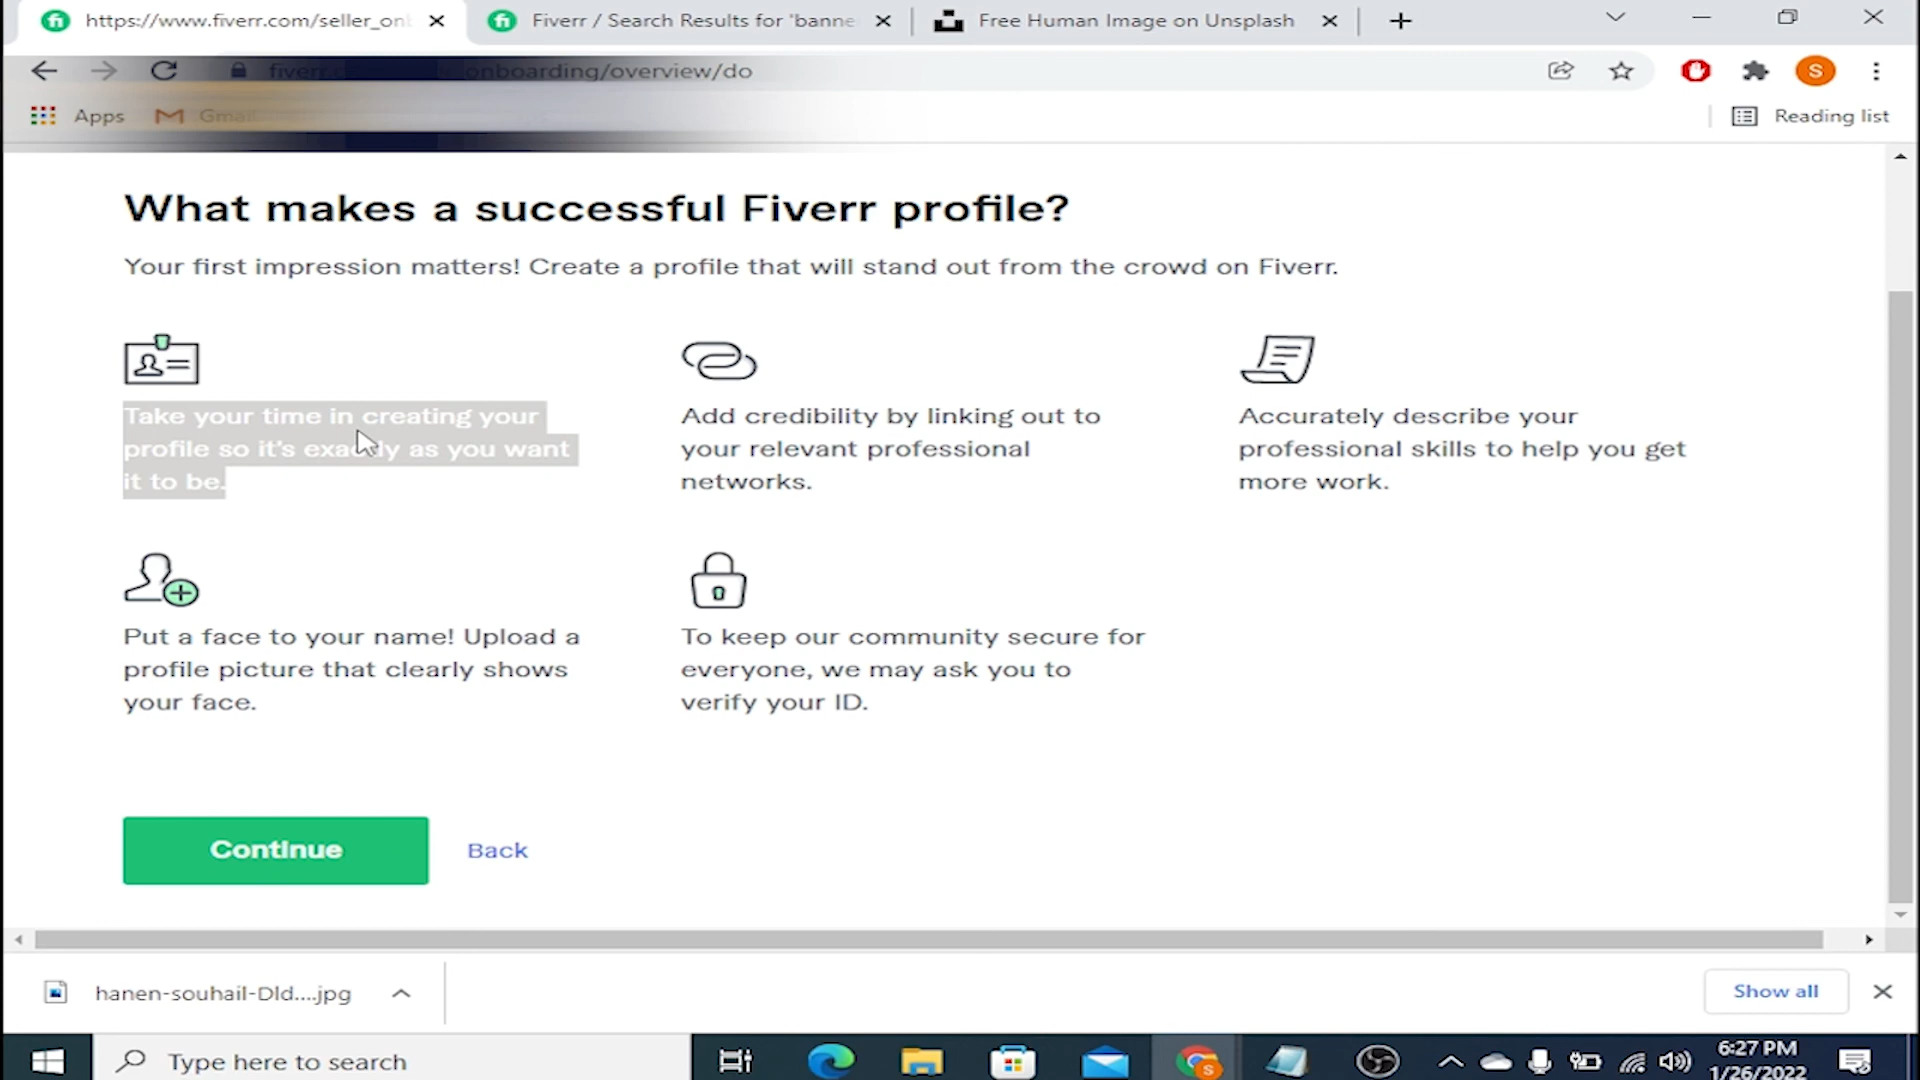 https://www.fiverr.com/seller_onl
Fiverr / Search Results for 'banne
Free Human Image on Unsplash
fiverr. onboarding/overview/do
S
Apps
Gmail
Reading list
What makes a successful Fiverr profile?
Your first impression matters! Create a profile that will stand out from the crowd on Fiverr.
Take your time in creating your
profile so it's exactly as you want
it to be.
Add credibility by linking out to
your relevant professional
networks.
Accurately describe your
professional skills to help you get
more work.
Put a face to your name! Upload a
profile picture that clearly shows
your face.
To keep our community secure for
everyone, we may ask you to
verify your ID.
Continue
Back
hanen-souhail-Dld....jpg
Show all
Type here to search
6:27 PM
1/26/2022